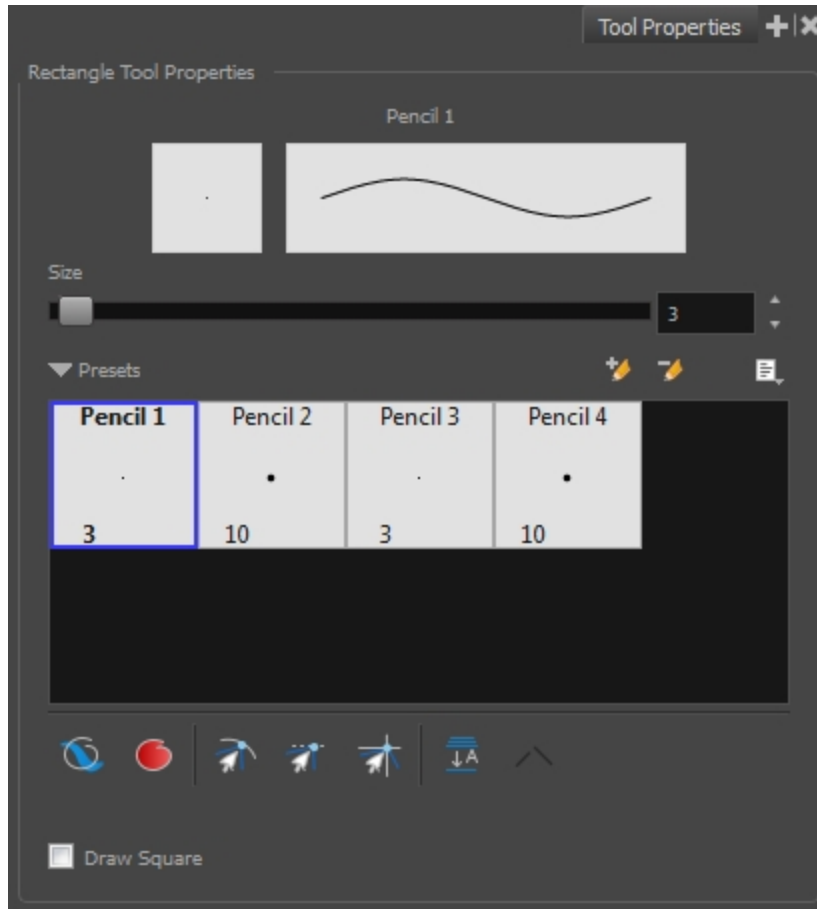 Tool Properties
Rectangle Tool Properties
Pencil 1
Size
3
Presets
Pencil 1 Pencil 2 Pencil 3 Pencil 4
3 10 3 10
A
Draw Square